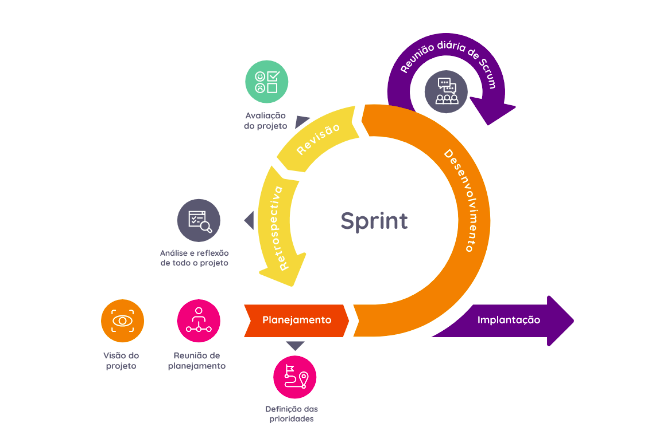 Reunião diária de Scrum
Avaliação
do projeto
Revisão
Desenvolvimento
Retrospectiva
Sprint
Análise e reflexão
de todo o projeto
Planejamento
Implantação
Visão do
projeto
Reunião de
planejamento
Definição das
prioridades